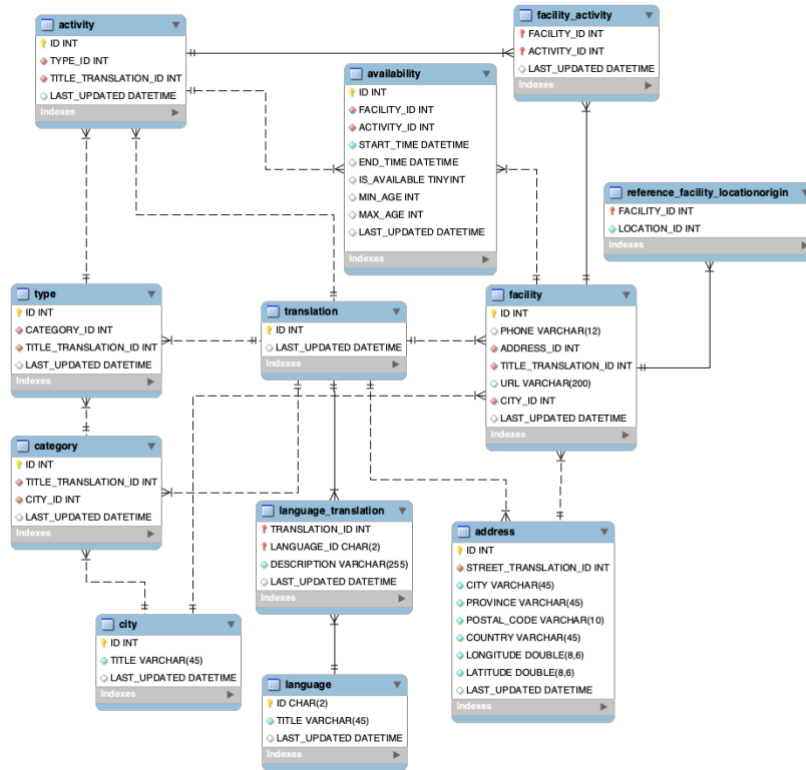 activity
ID INT
TYPE_ID INT
TITLE_TRANSLATION_ID INT
LAST_UPDATED DATETIME
Indexes
facility_activity
FACILITY_ID INT
ACTIVITY_ID INT
LAST_UPDATED DATETIME
Indexes
availability
ID INT
FACILITY_ID INT
ACTIVITY_ID INT
START_TIME DATETIME
END_TIME DATETIME
IS_AVAILABLE TINYINT
MIN_AGE INT
MAX_AGE INT
LAST_UPDATED DATETIME
Indexes
reference_facility_locationorigin
FACILITY_ID INT
LOCATION_ID INT
Indexes
type
ID INT
CATEGORY_ID INT
TITLE_TRANSLATION_ID INT
LAST_UPDATED DATETIME
Indexes
translation
ID INT
LAST_UPDATED DATETIME
Indexes
facility
ID INT
PHONE VARCHAR(12)
ADDRESS_ID INT
TITLE_TRANSLATION_ID INT
URL VARCHAR(200)
CITY_ID INT
LAST_UPDATED DATETIME
Indexes
category
ID INT
TITLE_TRANSLATION_ID INT
CITY_ID INT
LAST_UPDATED DATETIME
Indexes
language_translation
TRANSLATION_ID INT
LANGUAGE_ID CHAR(2)
DESCRIPTION VARCHAR(255)
LAST_UPDATED DATETIME
Indexes
address
ID INT
STREET_TRANSLATION_ID INT
CITY VARCHAR(45)
PROVINCE VARCHAR(45)
POSTAL_CODE VARCHAR(10)
COUNTRY VARCHAR(45)
LONGITUDE DOUBLE(8,6)
LATITUDE DOUBLE(8,6)
LAST_UPDATED DATETIME
Indexes
city
ID INT
TITLE VARCHAR(45)
LAST_UPDATED DATETIME
Indexes
language
ID CHAR(2)
TITLE VARCHAR(45)
LAST_UPDATED DATETIME
Indexes